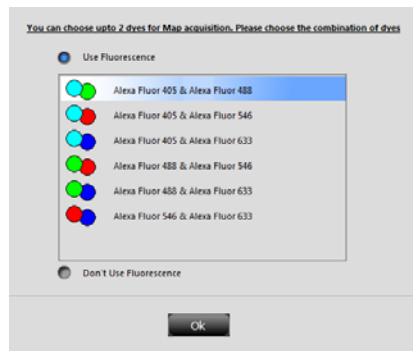 You can choose upto 2 dyes for Map acquisition. Please choose the combination of dyes
Use Fluorescence
Alexa Fluor 405 & Alexa Fluor 488
Alexa Fluor 405 & Alexa Fluor 546
Alexa Fluor 405 & Alexa Fluor 633
Alexa Fluor 488 & Alexa Fluor 546
Alexa Fluor 488 & Alexa Fluor 633
Alexa Fluor 546 & Alexa Fluor 633
Don't Use Fluorescence
Ok